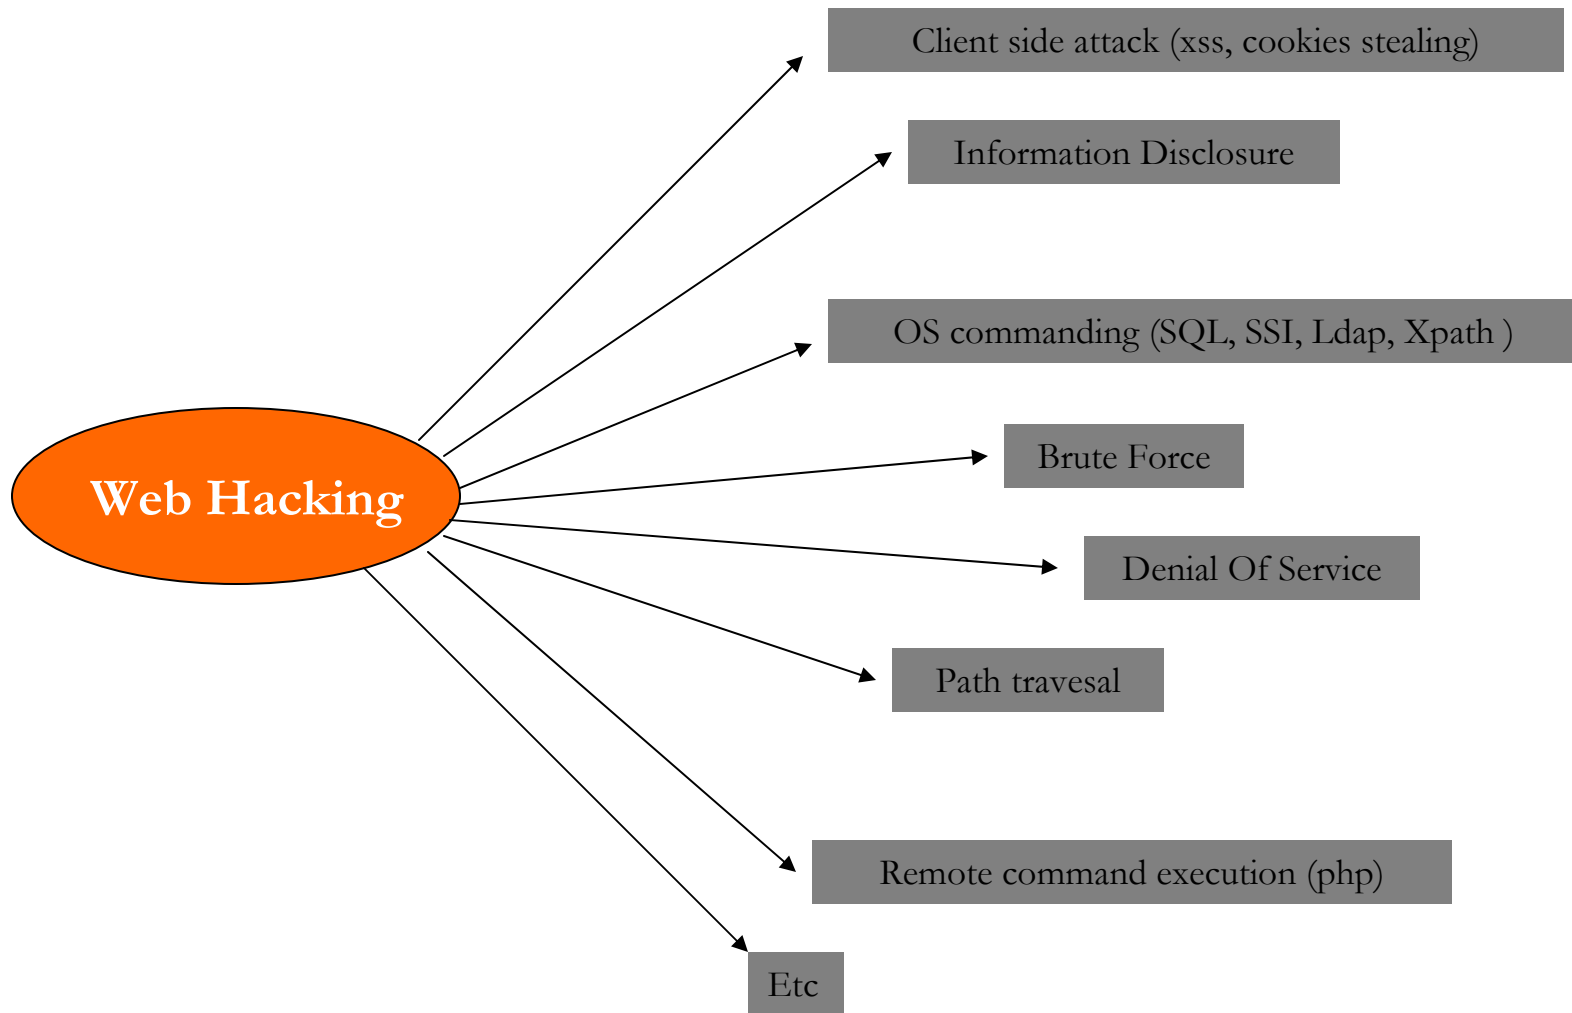 Client side attack (xss, cookies stealing)
Information Disclosure
OS commanding (SQL, SSI, Ldap, Xpath )
Brute Force
Web Hacking
Denial Of Service
Path travesal
Remote command execution (php)
Etc